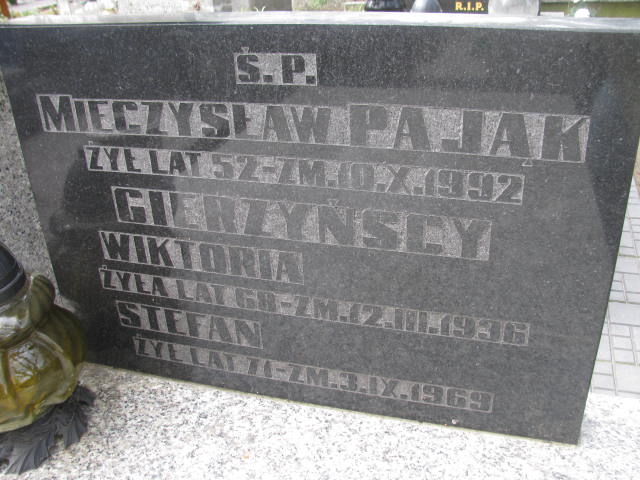 R.I.P.
Ś.P.
MIECZYSŁAW PAJĄK
ŻYŁ LAT 52-ZM.10.X.1992
GIERZYŃSCY
WIKTORIA
ŻYŁA LAT 68-ZM.12.III.1936
STEFAN
ŻYŁ LAT 71-ZM.3.IX.1969